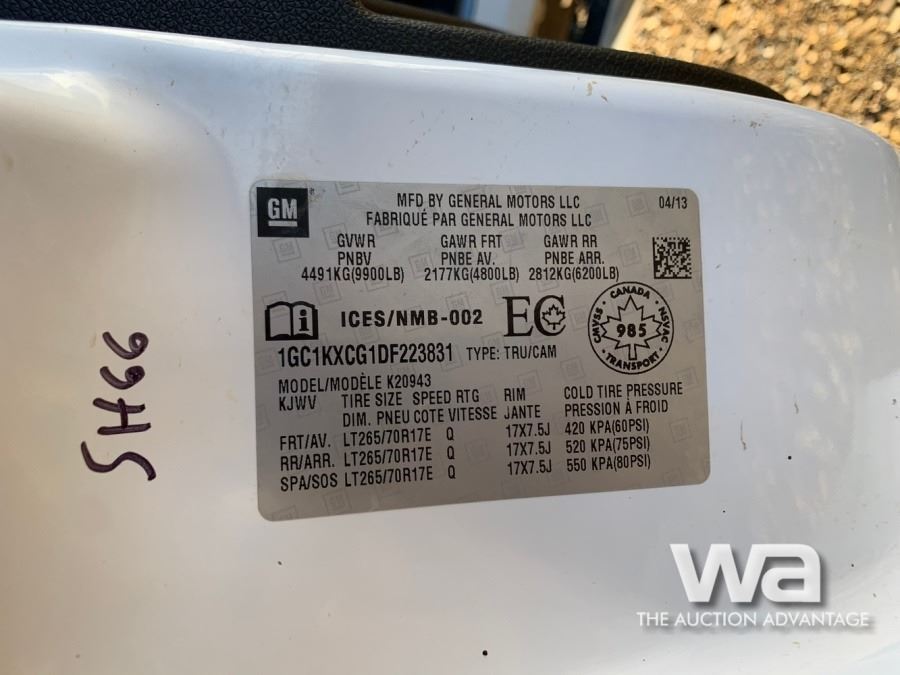 GM
MFD BY GENERAL MOTORS LLC 04/13
FABRIQUÉ PAR GENERAL MOTORS LLC
GVWR GAWR FRT GAWR RR
PNBV PNBE AV. PNBE ARR.
4491KG(9900LB) 2177KG(4800LB) 2812KG(6200LB)
i ICES/NMB-002 EC
CANADA
CMVSS 985 NSVAC
TRANSPORT
1GC1KXCG1DF223831 TYPE: TRU/CAM
MODEL/MODÈLE K20943
KJWV TIRE SIZE SPEED RTG RIM COLD TIRE PRESSURE
DIM. PNEU COTE VITESSE JANTE PRESSION À FROID
FRT/AV. LT265/70R17E Q 17X7.5J 420 KPA(60PSI)
RR/ARR. LT265/70R17E Q 17X7.5J 520 KPA(75PSI)
SPA/SOS LT265/70R17E Q 17X7.5J 550 KPA(80PSI)
5H66
wa
THE AUCTION ADVANTAGE